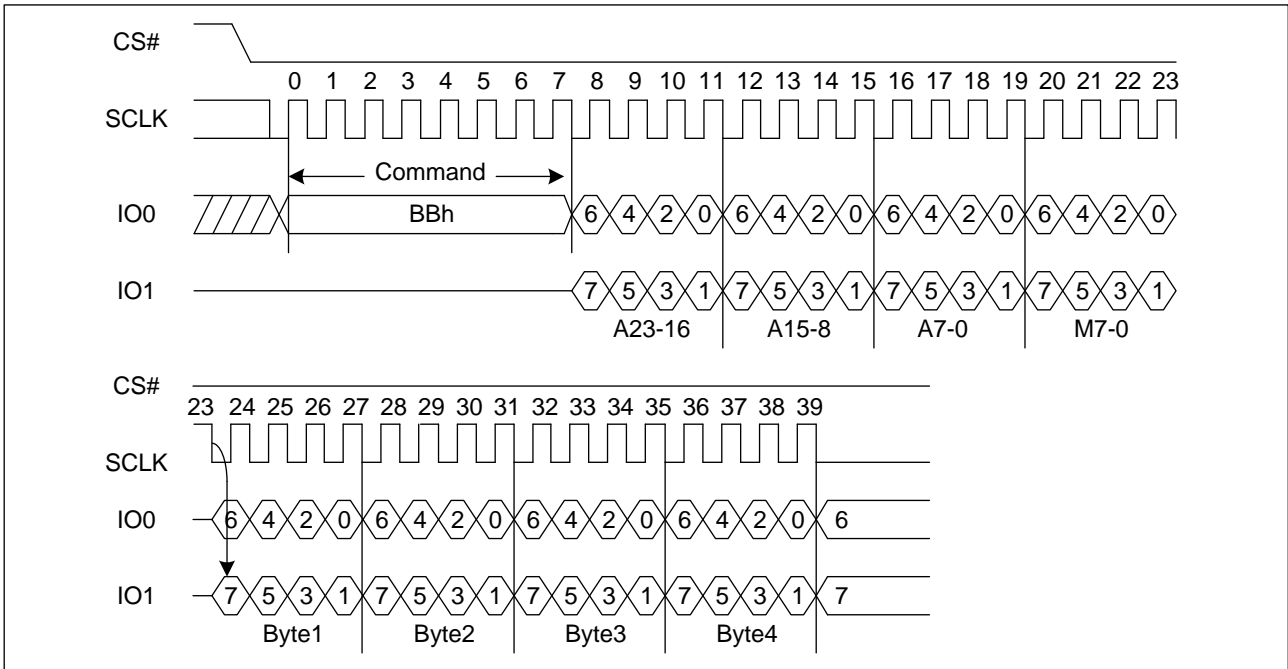 CS#
0 1 2 3 4 5 6 7 8 9 10 11 12 13 14 15 16 17 18 19 20 21 22 23
SCLK
Command
IO0 BBh 6 4 2 0 6 4 2 0 6 4 2 0 6 4 2 0
IO1 7 5 3 1 7 5 3 1 7 5 3 1 7 5 3 1
A23-16 A15-8 A7-0 M7-0
CS#
23 24 25 26 27 28 29 30 31 32 33 34 35 36 37 38 39
SCLK
IO0 6 4 2 0 6 4 2 0 6 4 2 0 6 4 2 0 6
IO1 7 5 3 1 7 5 3 1 7 5 3 1 7 5 3 1 7
Byte1 Byte2 Byte3 Byte4